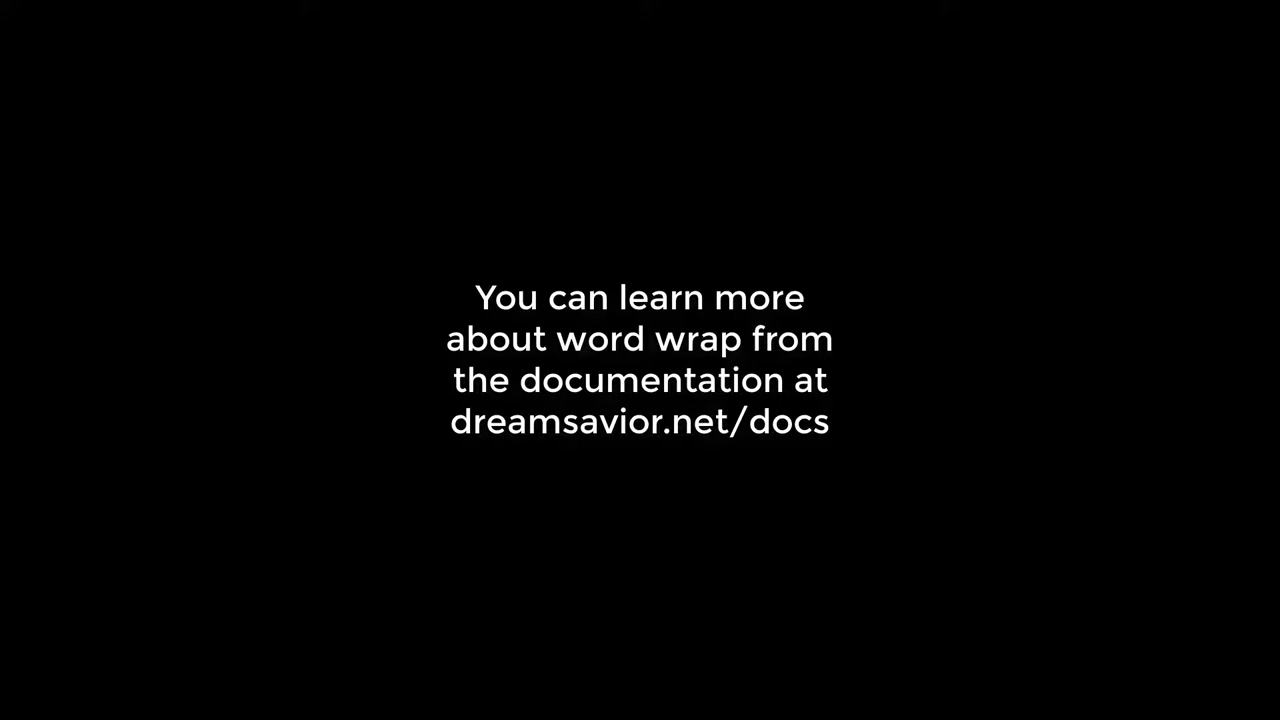 You can learn more
about word wrap from
the documentation at
dreamsavior.net/docs